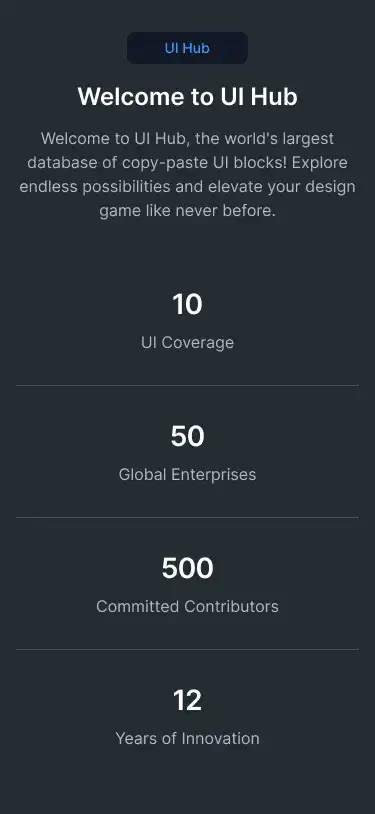 UI Hub
Welcome to UI Hub
Welcome to UI Hub, the world's largest
database of copy-paste UI blocks! Explore
endless possibilities and elevate your design
game like never before.
10
UI Coverage
50
Global Enterprises
500
Committed Contributors
12
Years of Innovation